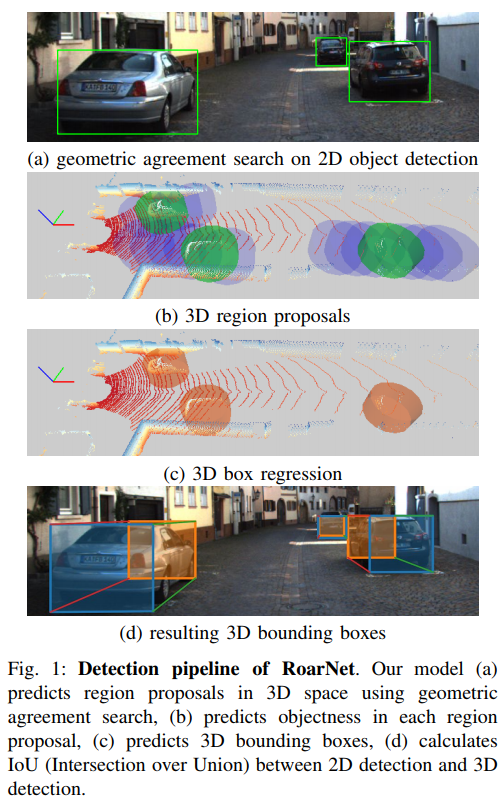 (a) geometric agreement search on 2D object detection
(b) 3D region proposals
(c) 3D box regression
(d) resulting 3D bounding boxes
Fig. 1: Detection pipeline of RoarNet. Our model (a)
predicts region proposals in 3D space using geometric
agreement search, (b) predicts objectness in each region
proposal, (c) predicts 3D bounding boxes, (d) calculates
IoU (Intersection over Union) between 2D detection and 3D
detection.